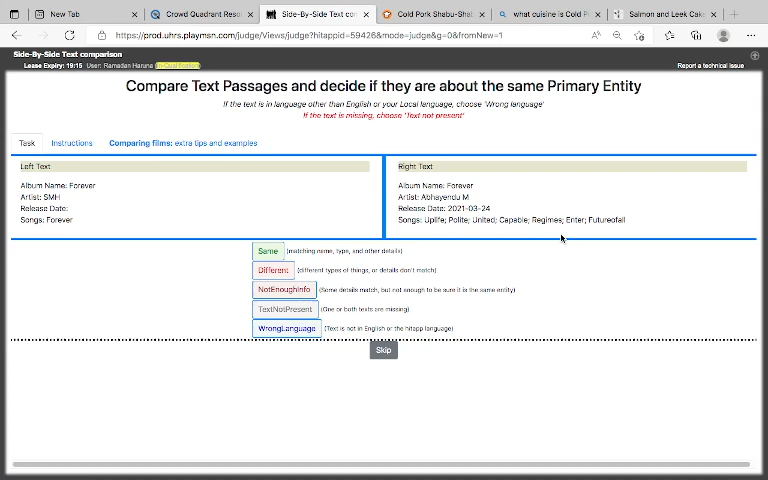 New Tab
Crowd Quadrant Reso
Side-By-Side Text com
Cold Pork Shabu-Shab
what cuisine is Cold P
Salmon and Leek Cake
https://prod.uhrs.playmsn.com/judge/Views/judge?hitappid=59426&mode=judge&g=0&fromNew=1
Side-By-Side Text comparison
Lease Expiry: 19:15 User: Ramadan Haruna (In Qualification)
Report a technical issue
Compare Text Passages and decide if they are about the same Primary Entity
If the text is in language other than English or your Local language, choose 'Wrong language'
If the text is missing, choose 'Text not present'
Task Instructions Comparing films: extra tips and examples
Left Text
Album Name: Forever
Artist: SMH
Release Date:
Songs: Forever
Right Text
Album Name: Forever
Artist: Abhayendu M
Release Date: 2021-03-24
Songs: Uplife; Polite; United; Capable; Regimes; Enter; Futureofall
Same (matching name, type, and other details)
Different (different types of things, or details don't match)
NotEnoughInfo (Some details match, but not enough to be sure it is the same entity)
TextNotPresent (One or both texts are missing)
WrongLanguage (Text is not in English or the hitapp language)
Skip